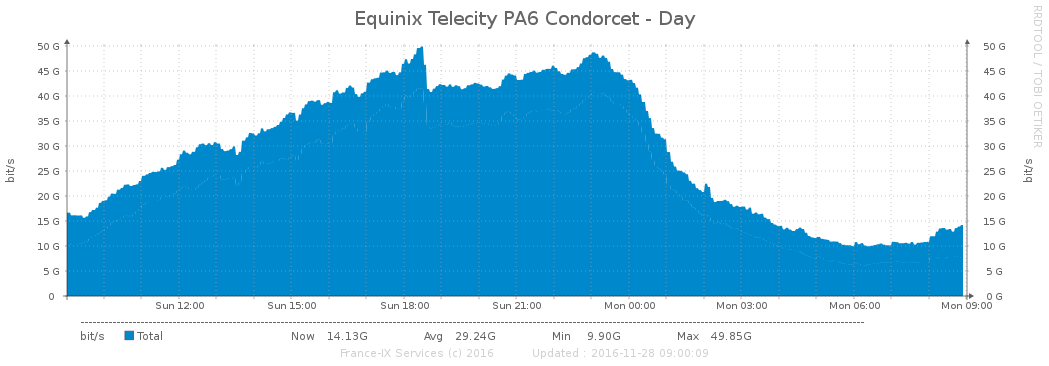 Equinix Telecity PA6 Condorcet - Day
RRDTOOL / TOBI OETIKER
bit/s
bit/s
50 G 50 G
45 G 45 G
40 G 40 G
35 G 35 G
30 G 30 G
25 G 25 G
20 G 20 G
15 G 15 G
10 G 10 G
5 G 5 G
0 0 G
Sun 12:00 Sun 15:00 Sun 18:00 Sun 21:00 Mon 00:00 Mon 03:00 Mon 06:00 Mon 09:00
bit/s Total Now 14.13G Avg 29.24G Min 9.90G Max 49.85G
France-IX Services (c) 2016 Updated : 2016-11-28 09:00:09